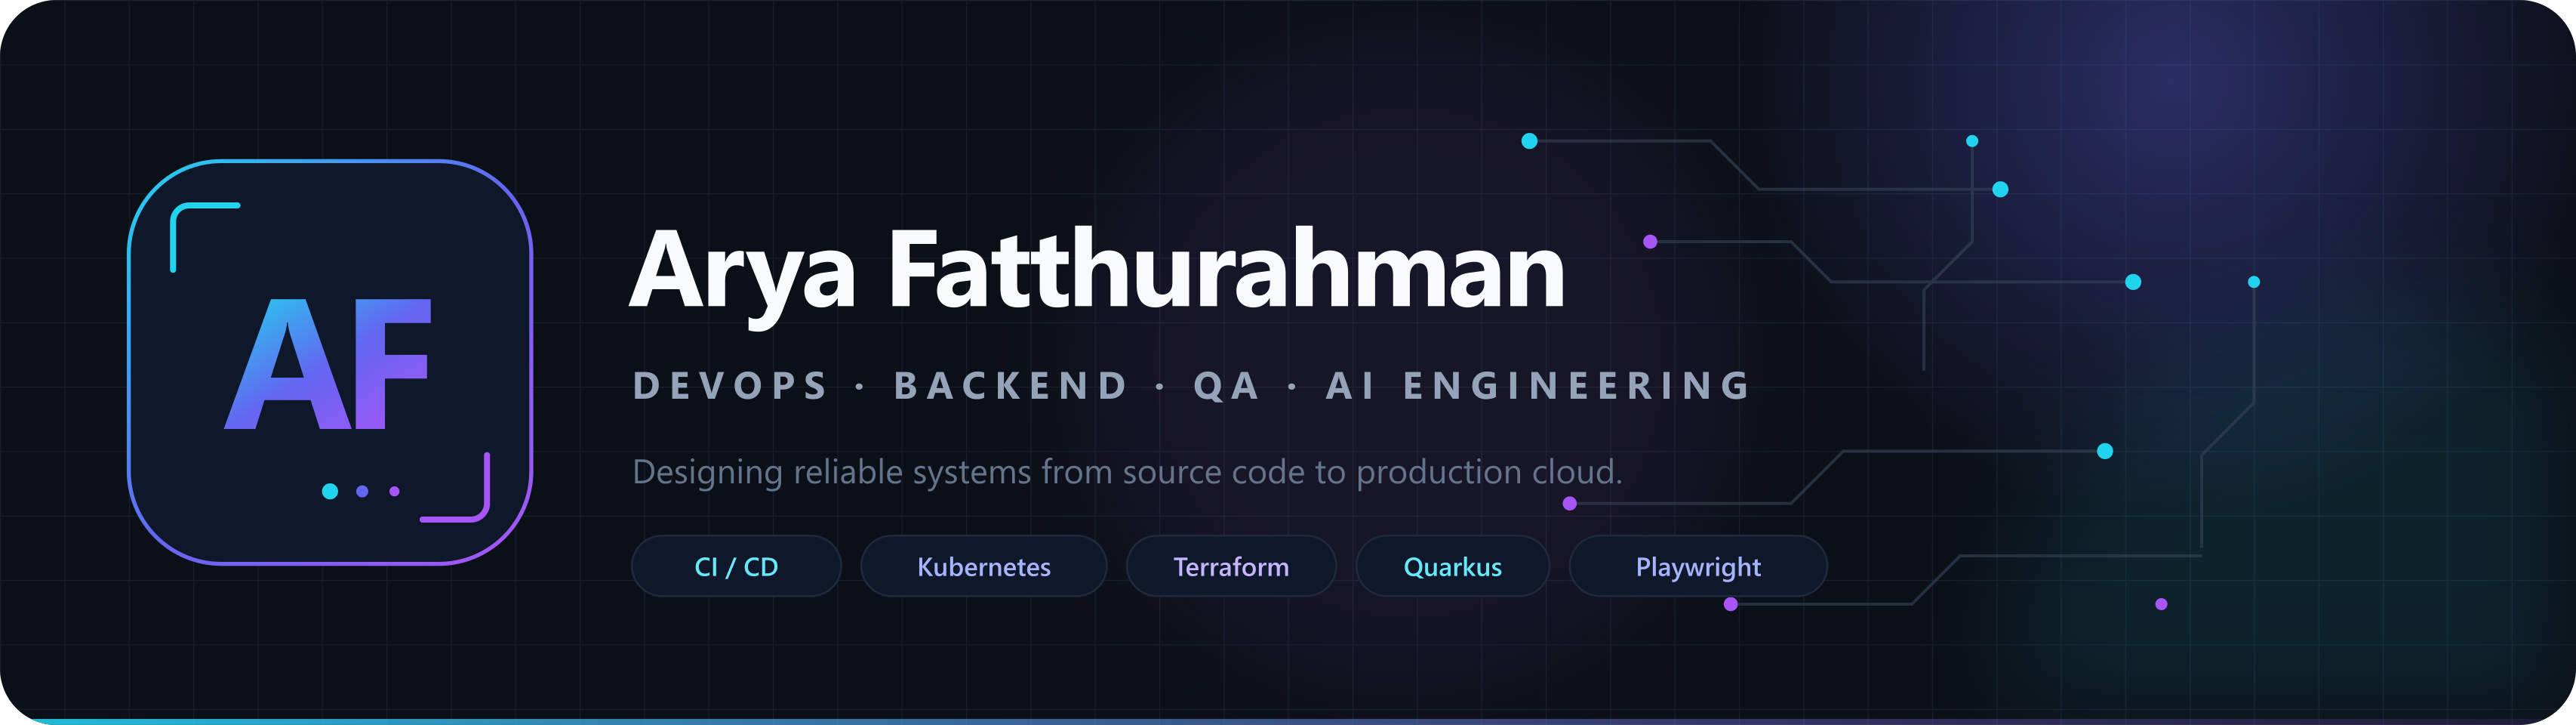 AF
Arya Fatthurahman
DEVOPS · BACKEND · QA · AI ENGINEERING
Designing reliable systems from source code to production cloud.
CI / CD Kubernetes Terraform Quarkus Playwright